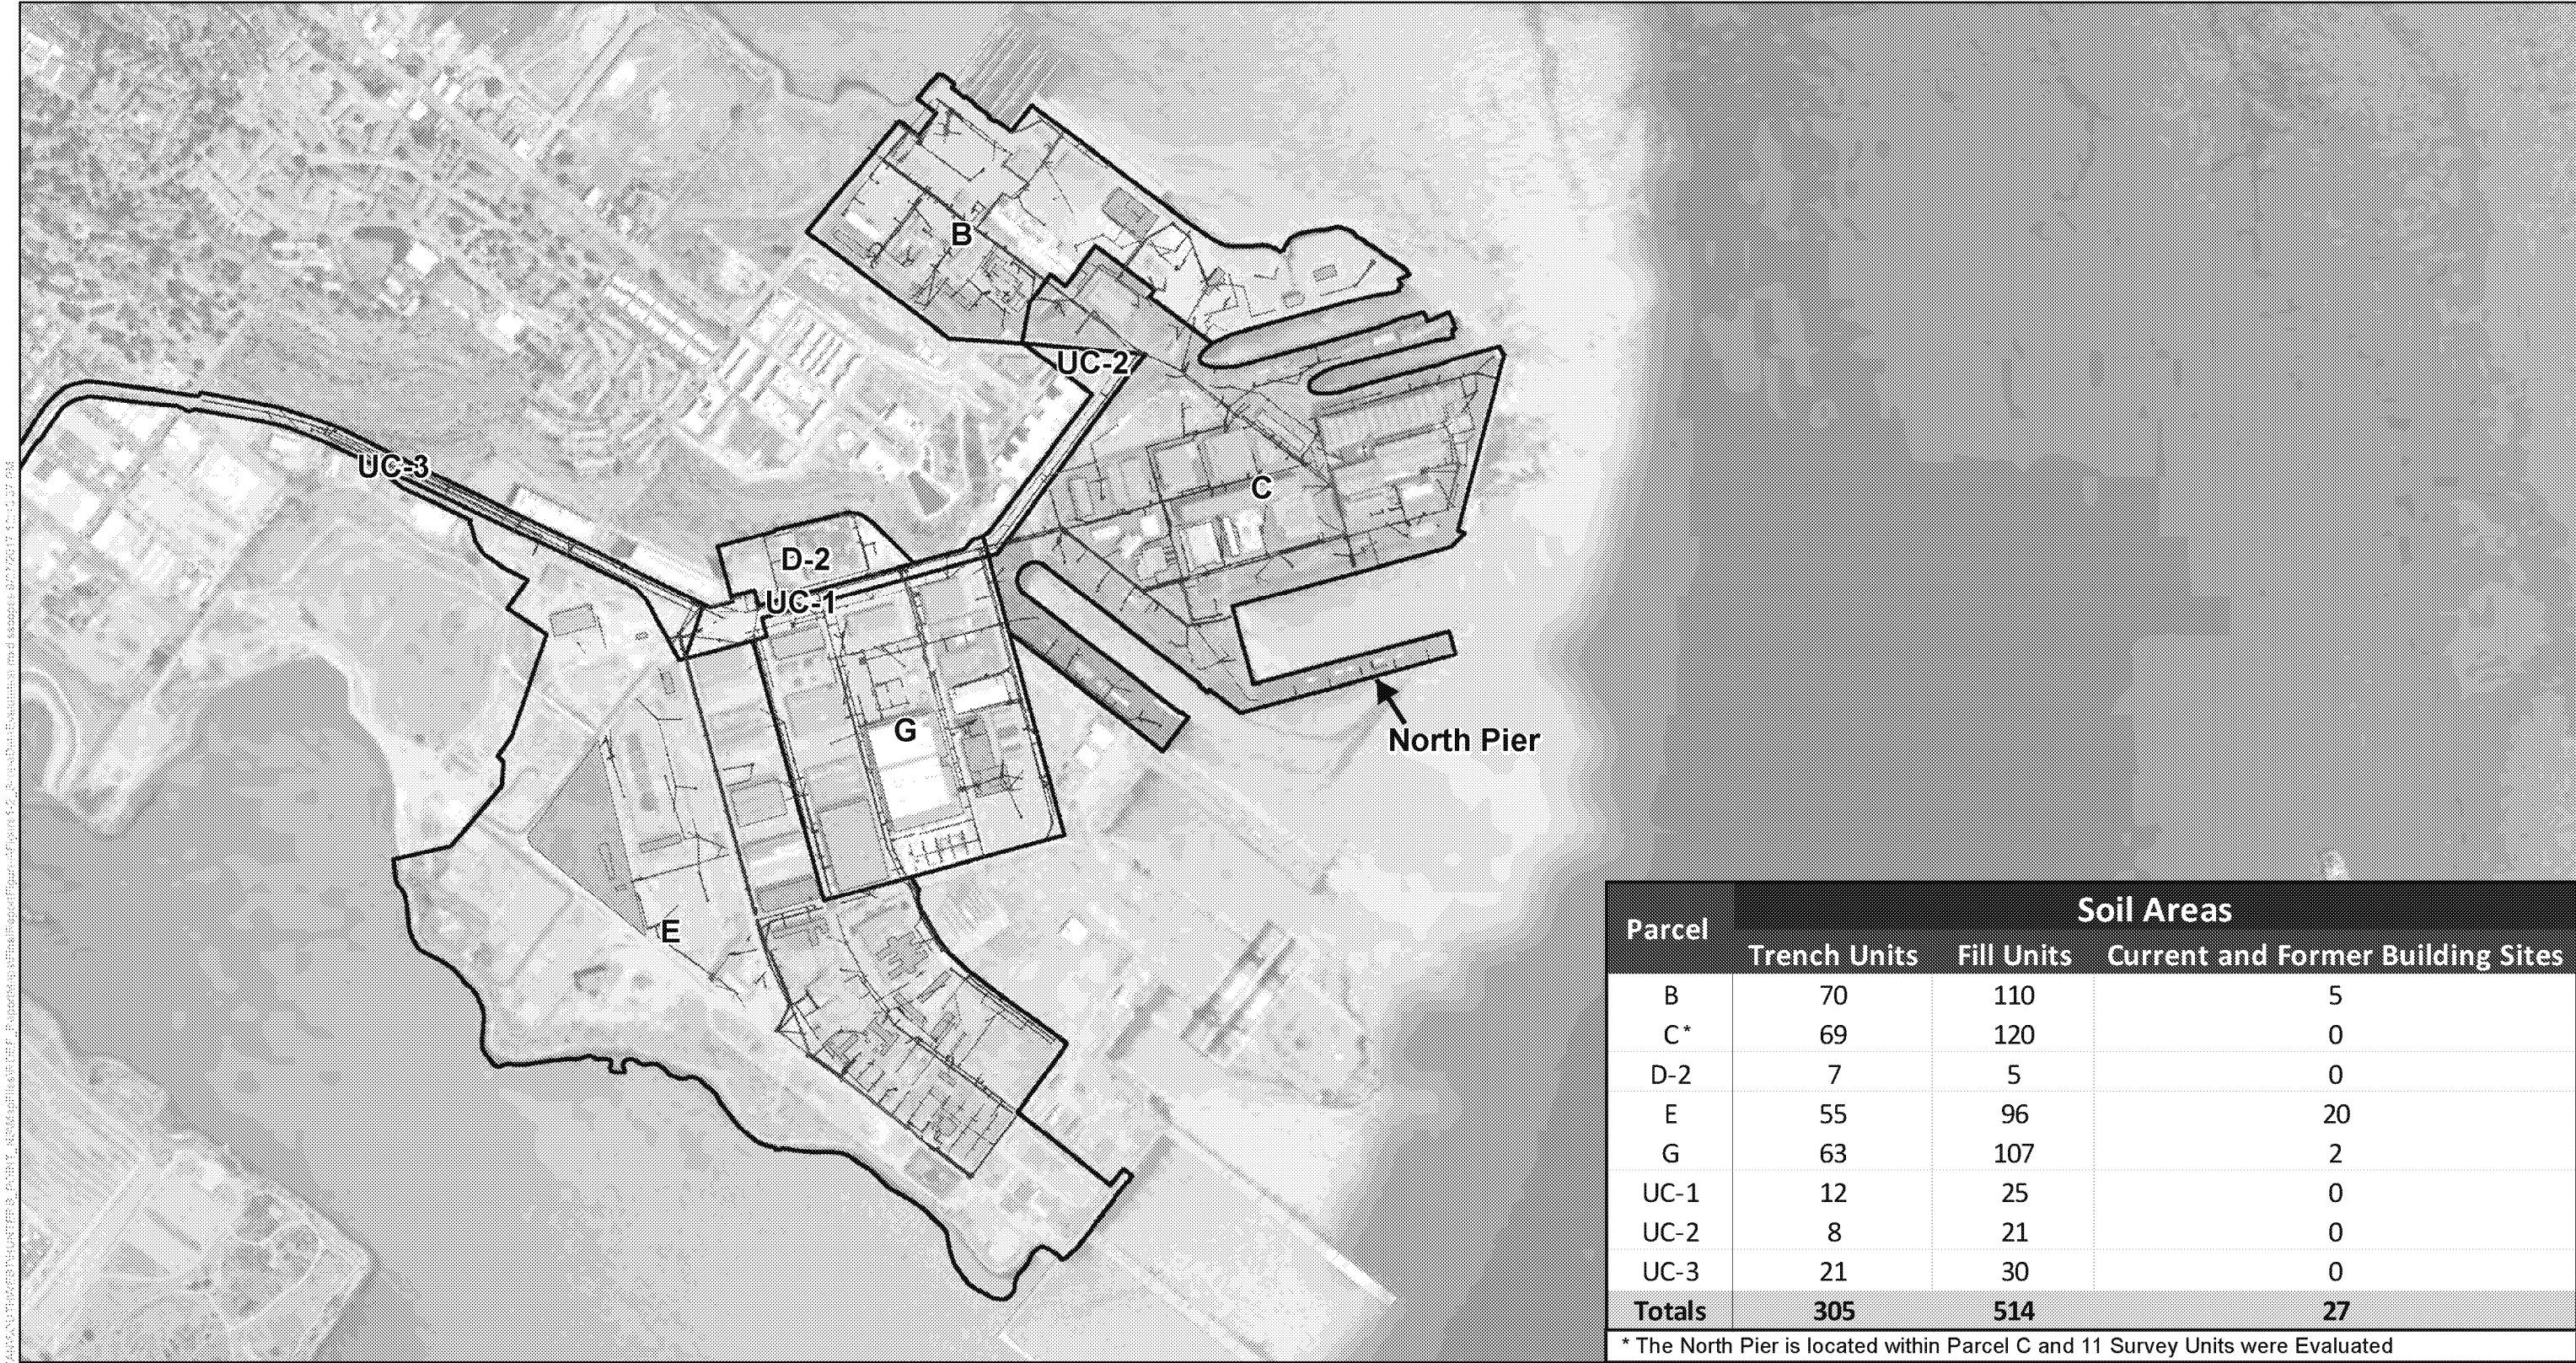 B
UC-2
UC-3
C
D-2
UC-1
G
North Pier
E
Parcel Soil Areas
Trench Units Fill Units Current and Former Building Sites
B 70 110 5
C* 69 120 0
D-2 7 5 0
E 55 96 20
G 63 107 2
UC-1 12 25 0
UC-2 8 21 0
UC-3 21 30 0
Totals 305 514 27
* The North Pier is located within Parcel C and 11 Survey Units were Evaluated